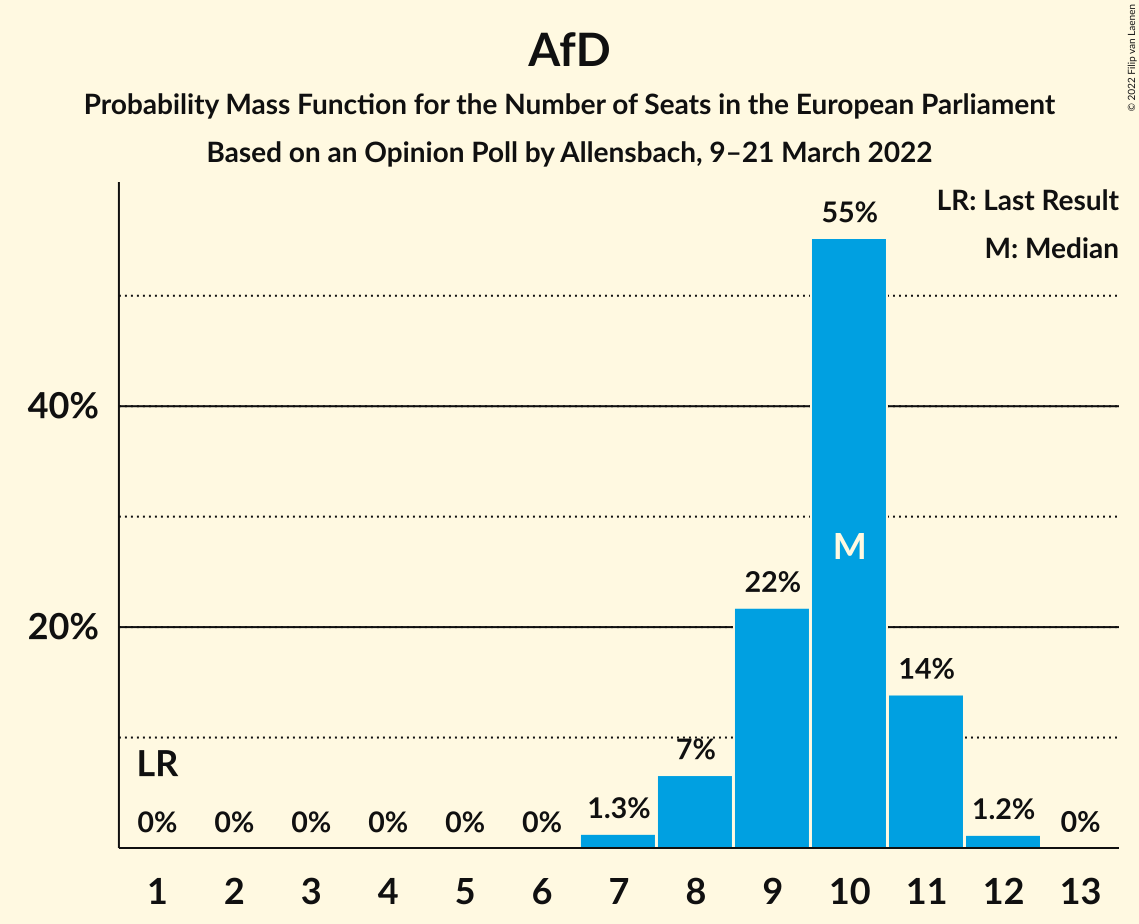 AfD
Probability Mass Function for the Number of Seats in the European Parliament
Based on an Opinion Poll by Allensbach, 9–21 March 2022
© 2022 Filip van Laenen
LR: Last Result
M: Median
55%
40%
M
22%
20%
14%
LR
7%
0% 0% 0% 0% 0% 0% 1.3% 1.2% 0%
1 2 3 4 5 6 7 8 9 10 11 12 13